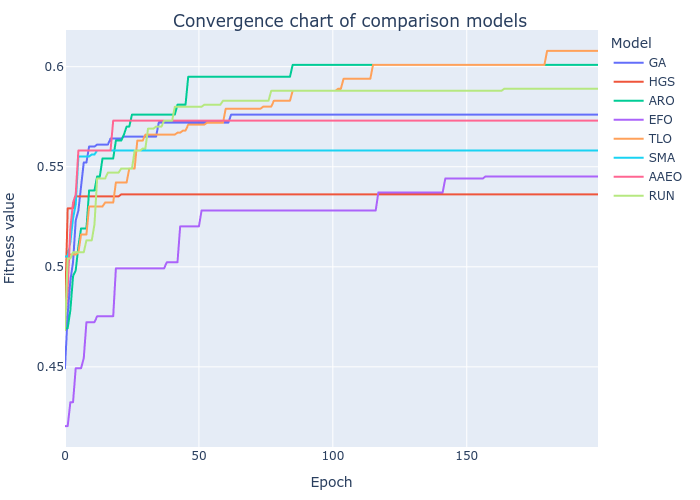 Convergence chart of comparison models
Model
GA
HGS
ARO
EFO
TLO
SMA
AAEO
RUN
Fitness value
0.6
0.55
0.5
0.45
0
50
100
150
Epoch